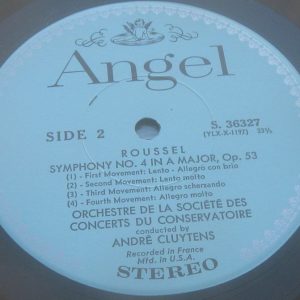 Angel
SIDE 2
S. 36327
(YLX-X-1197) 33⅓
ROUSSEL
SYMPHONY NO. 4 IN A MAJOR, Op. 53
(1) - First Movement: Lento - Allegro con brio
(2) - Second Movement: Lento molto
(3) - Third Movement: Allegro scherzando
(4) - Fourth Movement: Allegro molto
ORCHESTRE DE LA SOCIÉTÉ DES
CONCERTS DU CONSERVATOIRE
conducted by
ANDRÉ CLUYTENS
Recorded in France
Mfd. in U.S.A.
STEREO